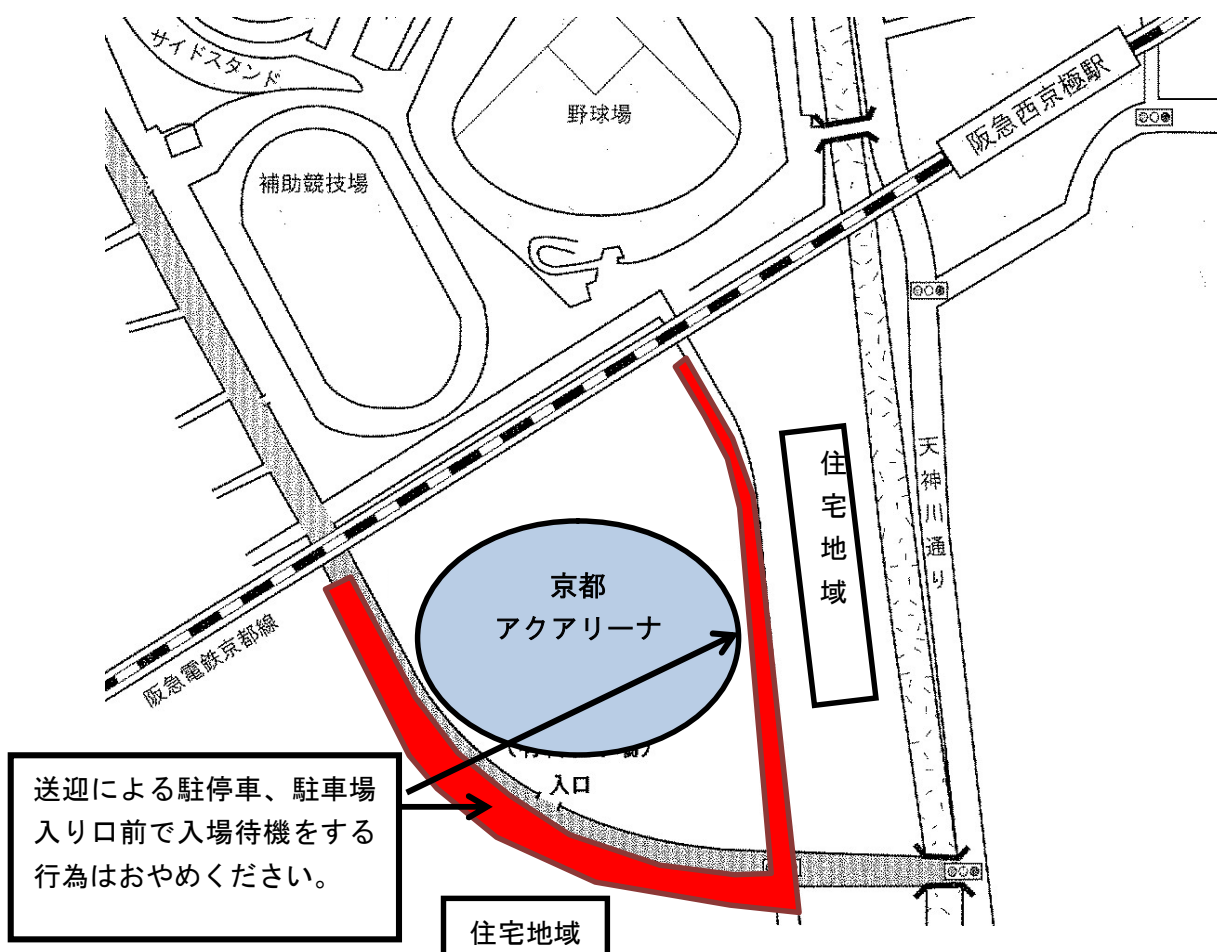 サイドスタンド
野球場
阪急西京極駅
補助競技場
住宅地域
天神川通り
京都
アクアリーナ
阪急電鉄京都線
入口
送迎による駐停車、駐車場
入り口前で入場待機をする
行為はおやめください。
住宅地域